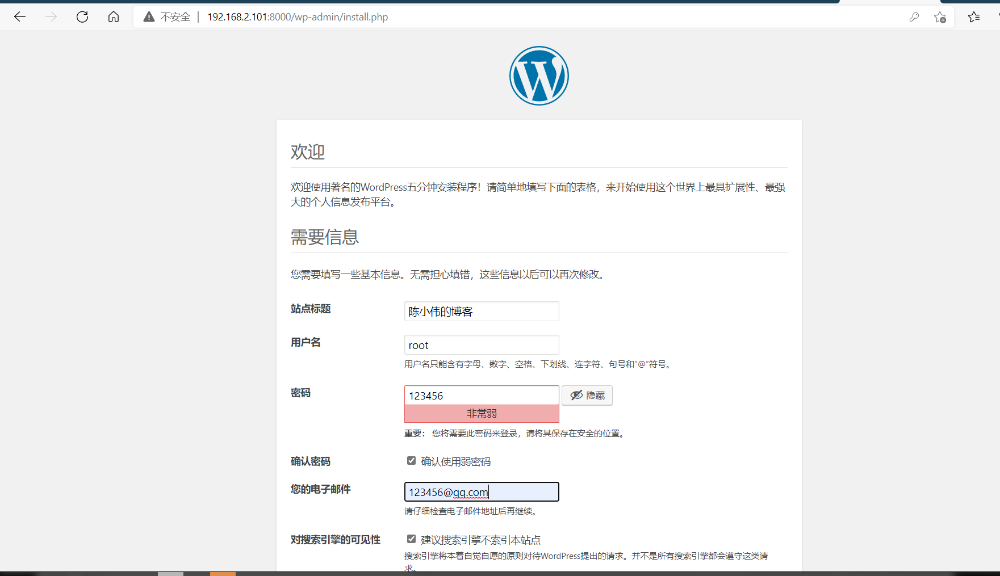 不安全 | 192.168.2.101:8000/wp-admin/install.php
欢迎
欢迎使用著名的WordPress五分钟安装程序！请简单地填写下面的表格，来开始使用这个世界上最具扩展性、最强
大的个人信息发布平台。
需要信息
您需要填写一些基本信息。无需担心填错，这些信息以后可以再次修改。
站点标题 陈小伟的博客
用户名 root
用户名只能含有字母、数字、空格、下划线、连字符、句号和“@”符号。
密码 123456 隐藏
非常弱
重要： 您将需要此密码来登录，请将其保存在安全的位置。
确认密码 确认使用弱密码
您的电子邮件 123456@qq.com
请仔细检查电子邮件地址后再继续。
对搜索引擎的可见性 建议搜索引擎不索引本站点
搜索引擎将本着自觉自愿的原则对待WordPress提出的请求。并不是所有搜索引擎都会遵守这类请
求。